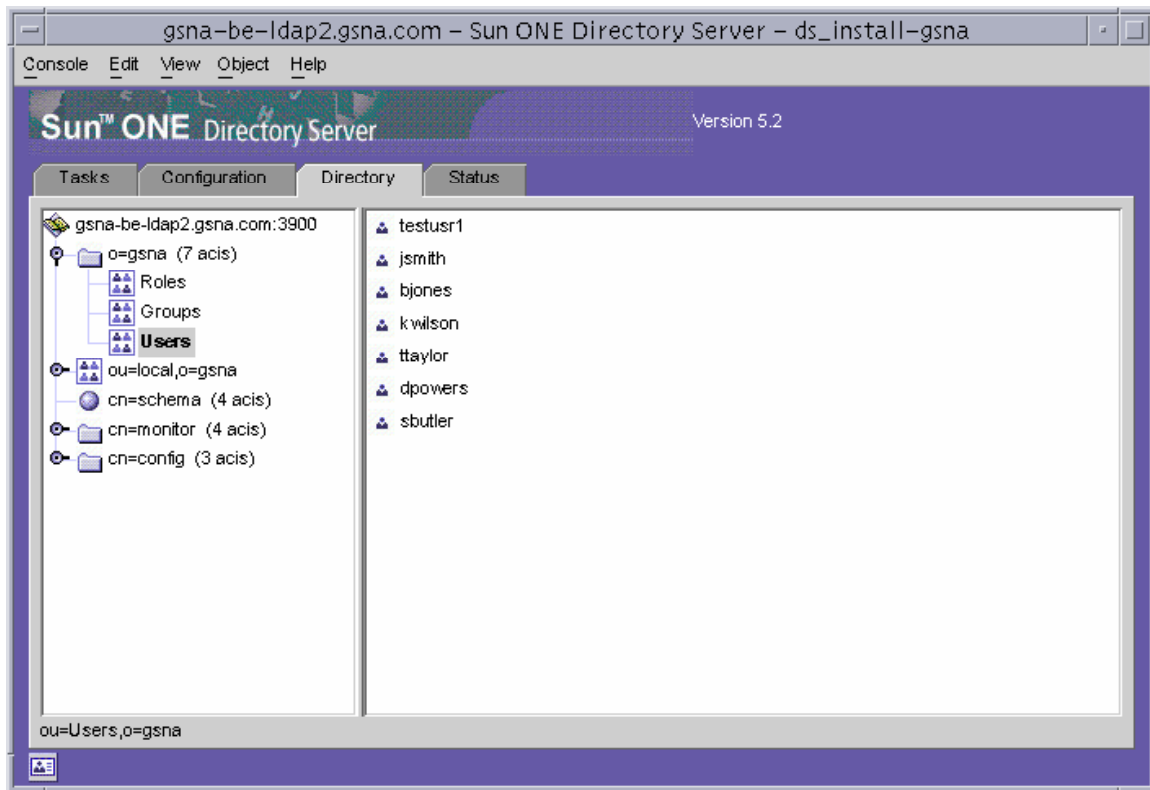 gsna-be-ldap2.gsna.com - Sun ONE Directory Server - ds_install-gsna
Console Edit View Object Help
Sun™ ONE Directory Server
Version 5.2
Tasks Configuration Directory Status
gsna-be-ldap2.gsna.com:3900
o=gsna (7 acis)
Roles
Groups
Users
ou=local,o=gsna
cn=schema (4 acis)
cn=monitor (4 acis)
cn=config (3 acis)
testusr1
jsmith
bjones
kwilson
ttaylor
dpowers
sbutler
ou=Users,o=gsna